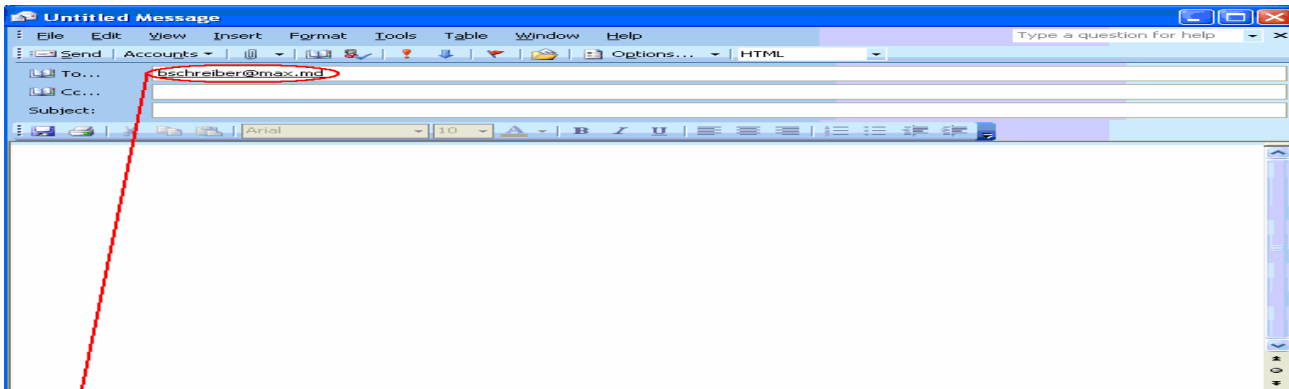 Untitled Message
File Edit View Insert Format Tools Table Window Help Type a question for help
Send Accounts Options... HTML
To... bschreiber@max.md
Cc...
Subject:
Arial 10 A B I U